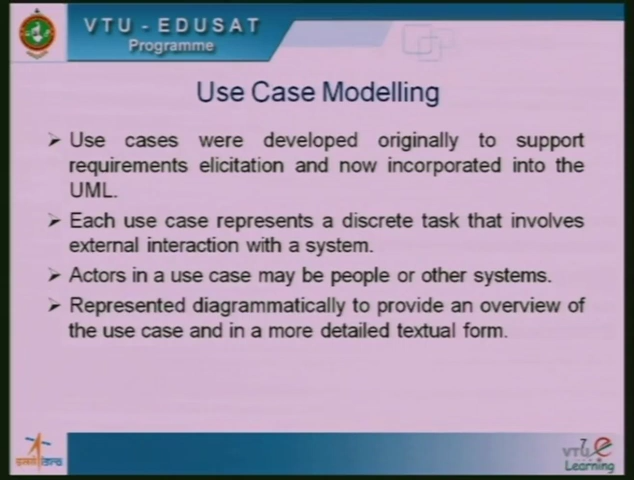 VTU - EDUSAT
Programme
Use Case Modelling
➢ Use cases were developed originally to support
requirements elicitation and now incorporated into the
UML.
➢ Each use case represents a discrete task that involves
external interaction with a system.
➢ Actors in a use case may be people or other systems.
➢ Represented diagrammatically to provide an overview of
the use case and in a more detailed textual form.
7
VTU e
Learning